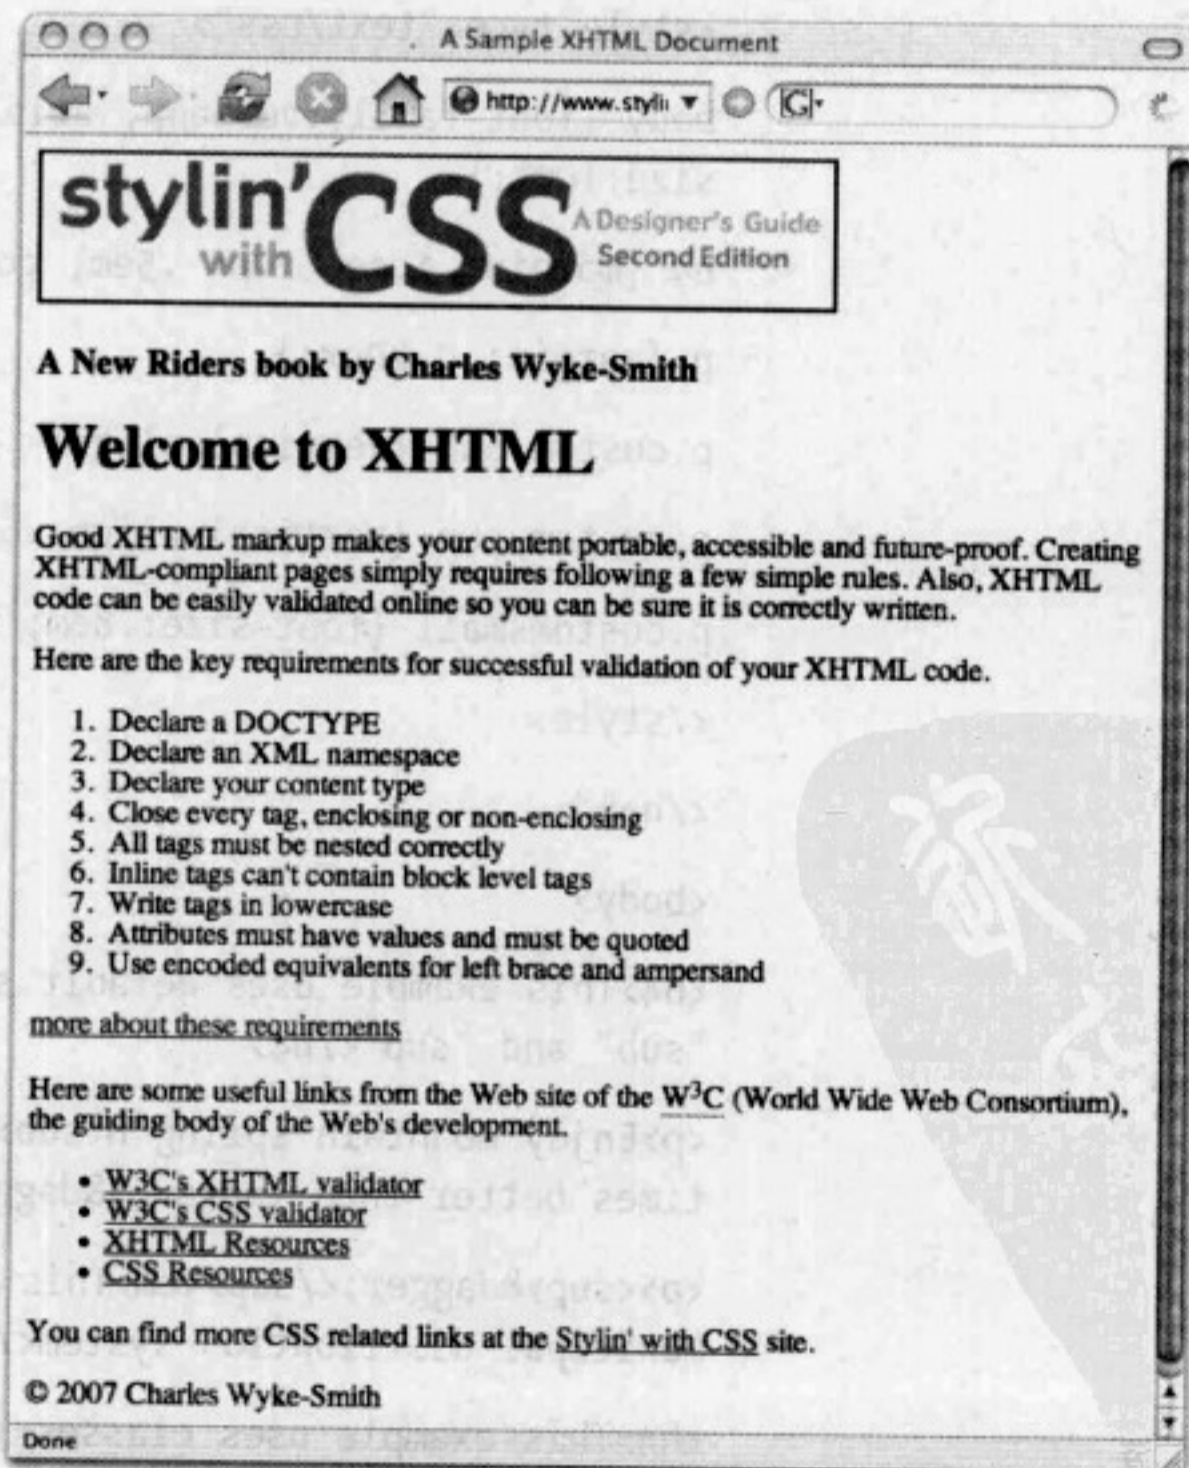 A Sample XHTML Document
http://www.styli
G
stylin' with CSS A Designer's Guide
Second Edition
A New Riders book by Charles Wyke-Smith
Welcome to XHTML
Good XHTML markup makes your content portable, accessible and future-proof. Creating
XHTML-compliant pages simply requires following a few simple rules. Also, XHTML
code can be easily validated online so you can be sure it is correctly written.
Here are the key requirements for successful validation of your XHTML code.
1. Declare a DOCTYPE
2. Declare an XML namespace
3. Declare your content type
4. Close every tag, enclosing or non-enclosing
5. All tags must be nested correctly
6. Inline tags can't contain block level tags
7. Write tags in lowercase
8. Attributes must have values and must be quoted
9. Use encoded equivalents for left brace and ampersand
more about these requirements
Here are some useful links from the Web site of the W³C (World Wide Web Consortium),
the guiding body of the Web's development.
• W3C's XHTML validator
• W3C's CSS validator
• XHTML Resources
• CSS Resources
You can find more CSS related links at the Stylin' with CSS site.
© 2007 Charles Wyke-Smith
Done